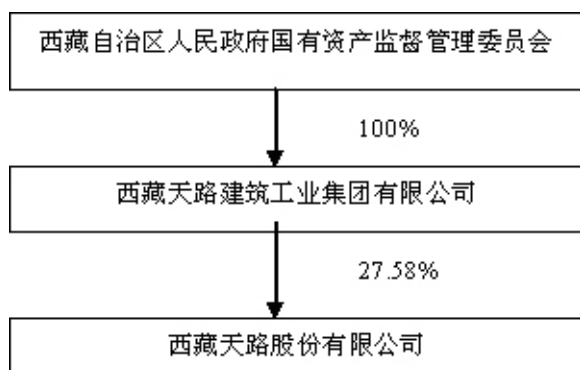 西藏自治区人民政府国有资产监督管理委员会
100%
西藏天路建筑工业集团有限公司
27.58%
西藏天路股份有限公司